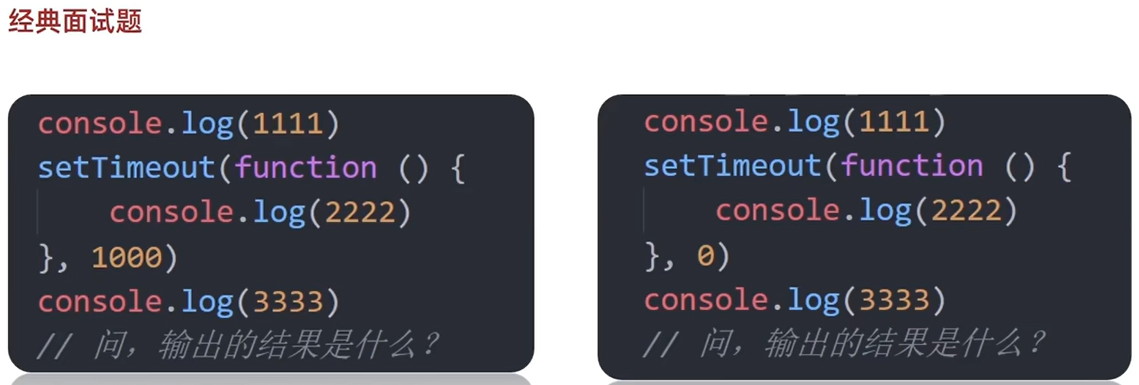 经典面试题
console.log(1111)
setTimeout(function () {
    console.log(2222)
}, 1000)
console.log(3333)
// 问，输出的结果是什么？
console.log(1111)
setTimeout(function () {
    console.log(2222)
}, 0)
console.log(3333)
// 问，输出的结果是什么？